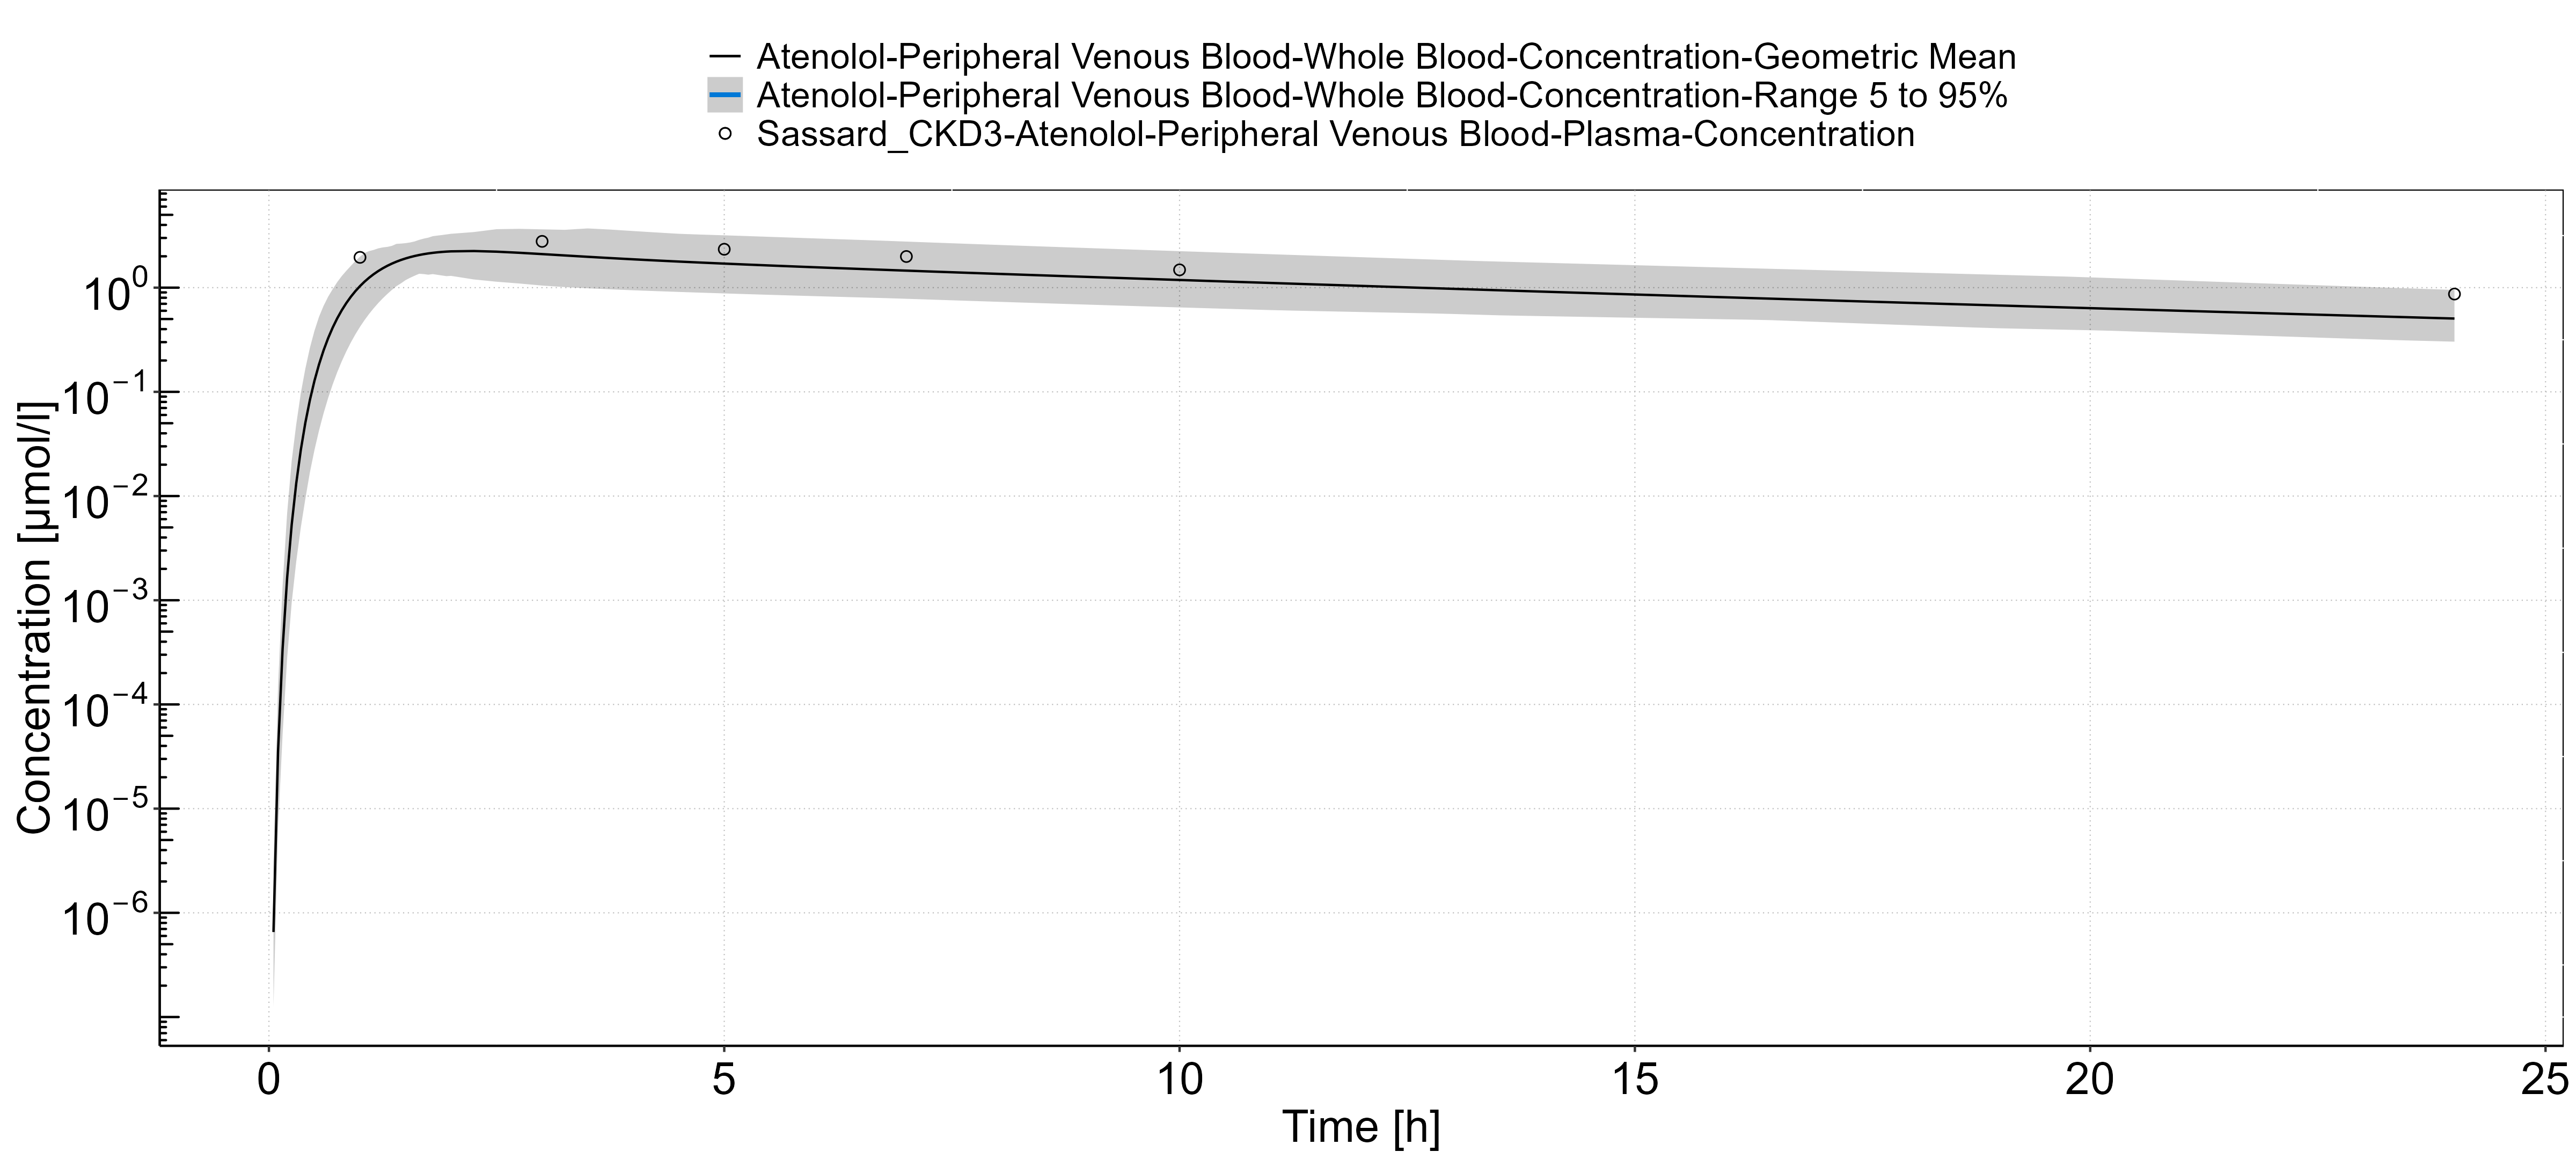 Atenolol-Peripheral Venous Blood-Whole Blood-Concentration-Geometric Mean
Atenolol-Peripheral Venous Blood-Whole Blood-Concentration-Range 5 to 95%
Sassard_CKD3-Atenolol-Peripheral Venous Blood-Plasma-Concentration
Concentration [µmol/l]
10⁰
10⁻¹
10⁻²
10⁻³
10⁻⁴
10⁻⁵
10⁻⁶
0 5 10 15 20 25
Time [h]